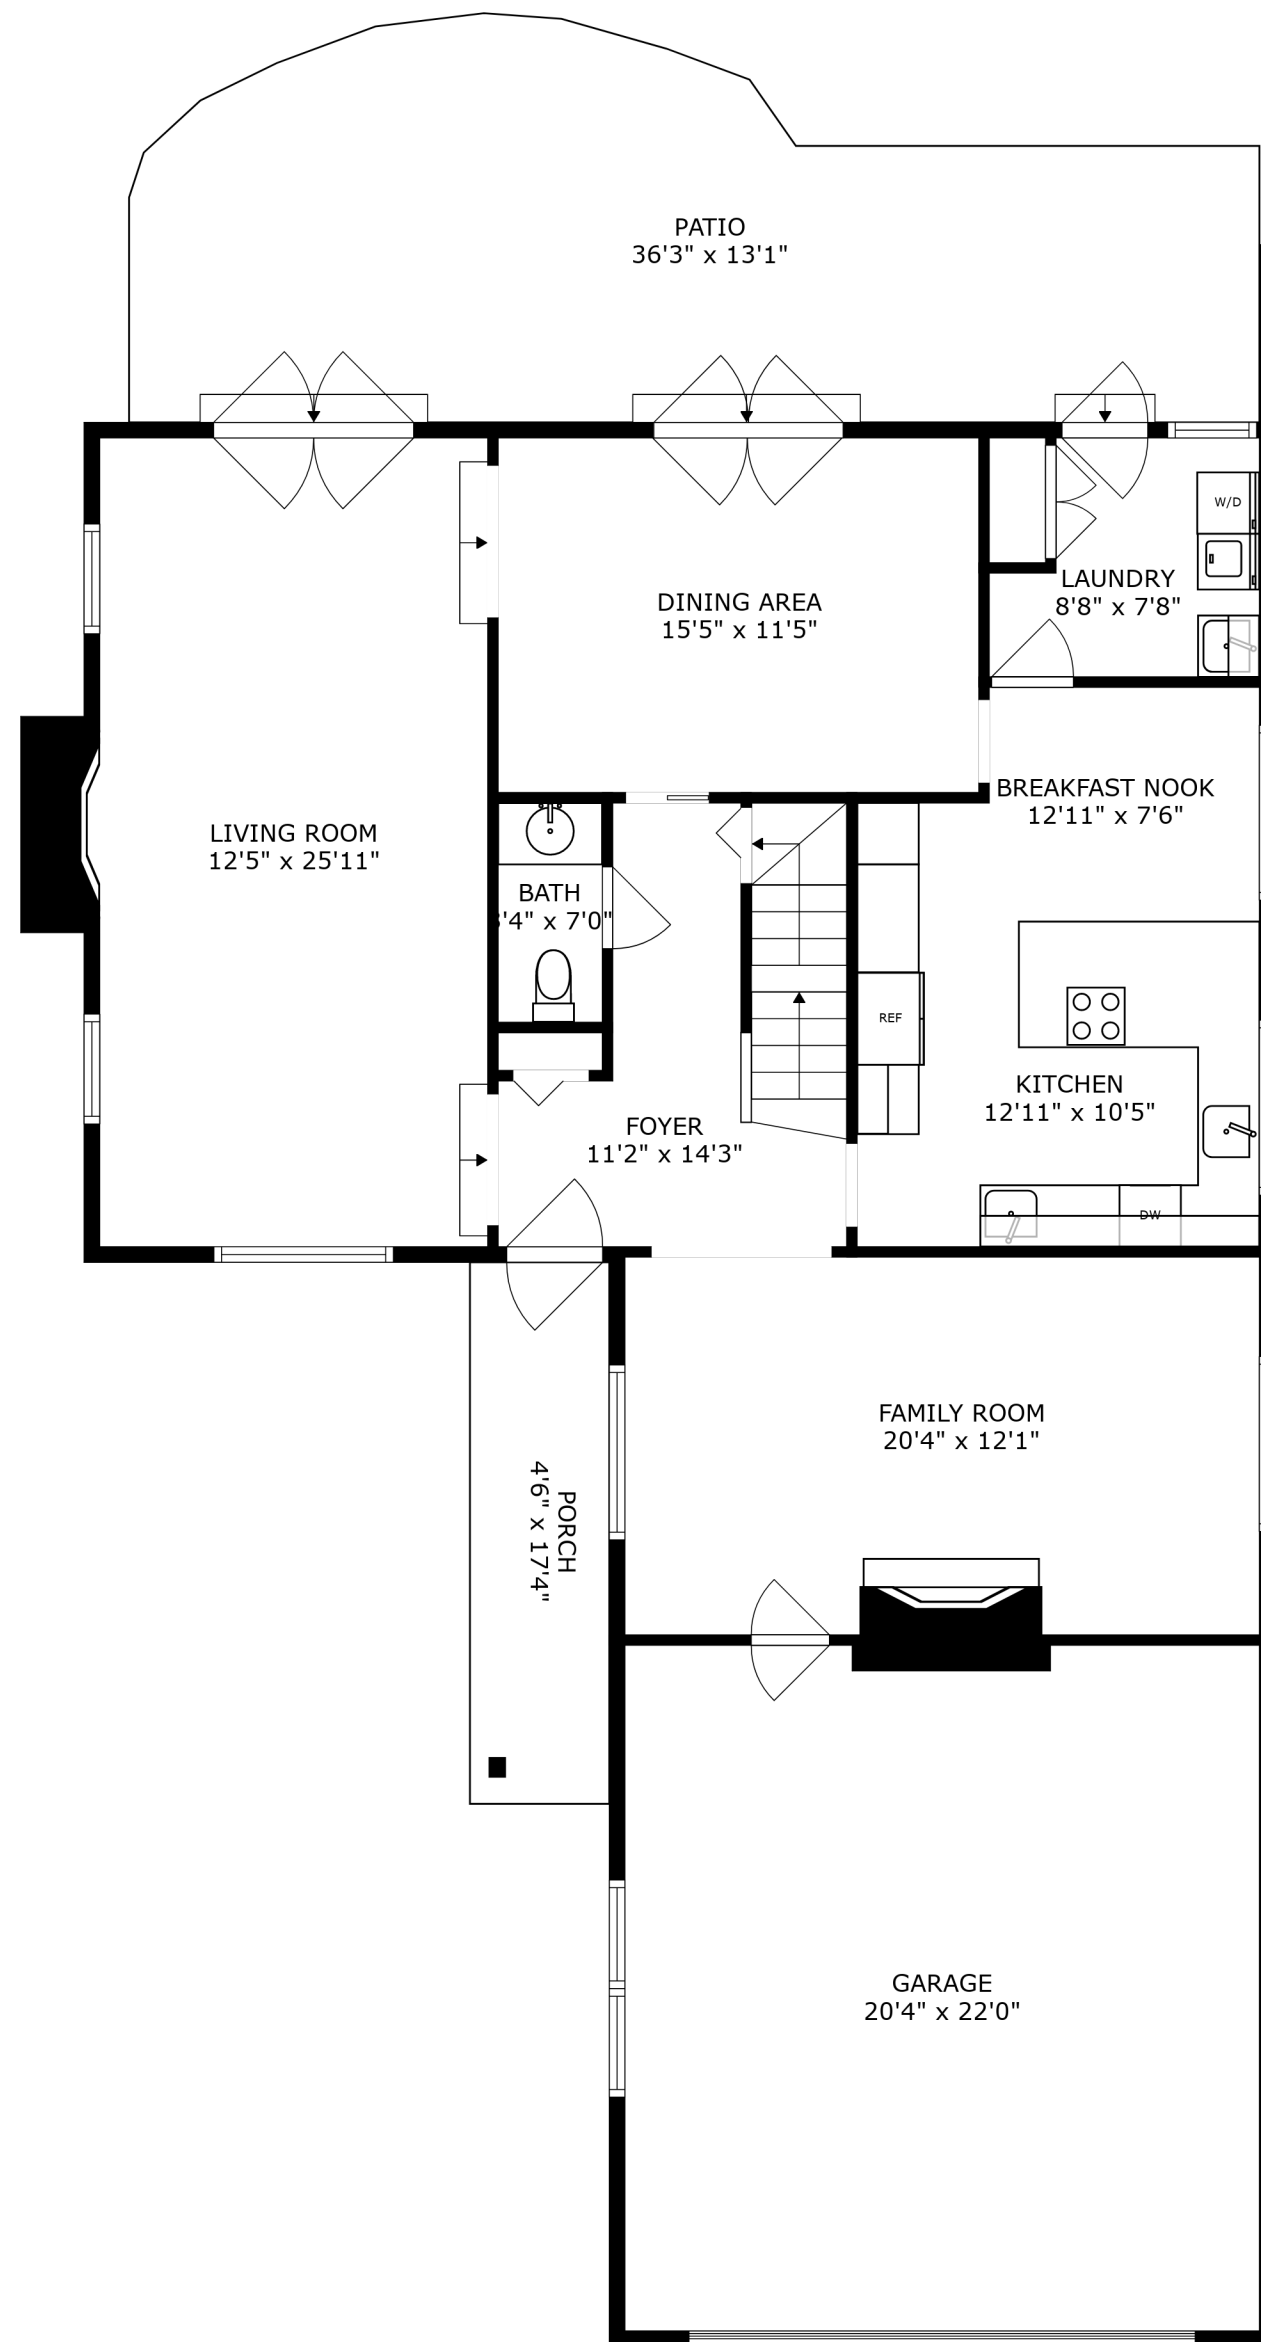 PATIO
36'3" x 13'1"
W/D
LAUNDRY
8'8" x 7'8"
DINING AREA
15'5" x 11'5"
BREAKFAST NOOK
12'11" x 7'6"
LIVING ROOM
12'5" x 25'11"
BATH
'4" x 7'0"
REF
KITCHEN
12'11" x 10'5"
FOYER
11'2" x 14'3"
DW
FAMILY ROOM
20'4" x 12'1"
PORCH
4'6" x 17'4"
GARAGE
20'4" x 22'0"